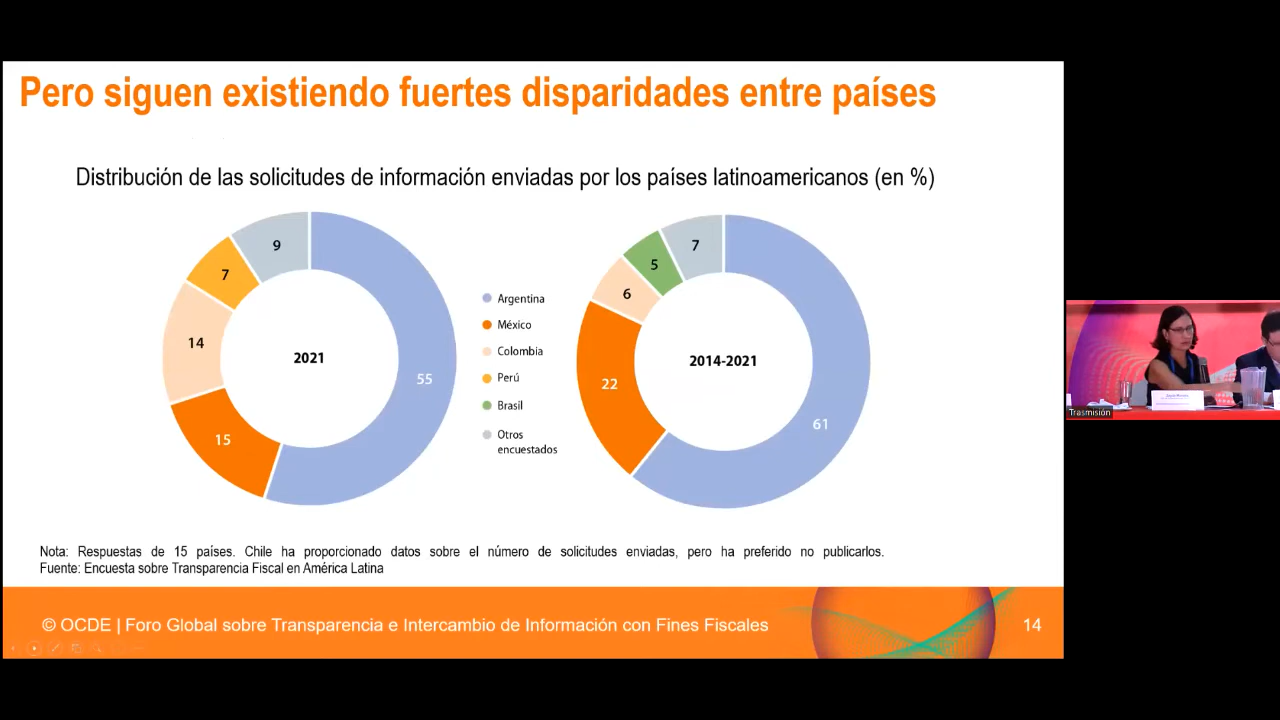 Pero siguen existiendo fuertes disparidades entre países
Distribución de las solicitudes de información enviadas por los países latinoamericanos (en %)
9
7
14
15
55
2021
Argentina
México
Colombia
Perú
Brasil
Otros
encuestados
7
5
6
22
61
2014-2021
Nota: Respuestas de 15 países. Chile ha proporcionado datos sobre el número de solicitudes enviadas, pero ha preferido no publicarlos.
Fuente: Encuesta sobre Transparencia Fiscal en América Latina
© OCDE | Foro Global sobre Transparencia e Intercambio de Información con Fines Fiscales
14
Trasmisión